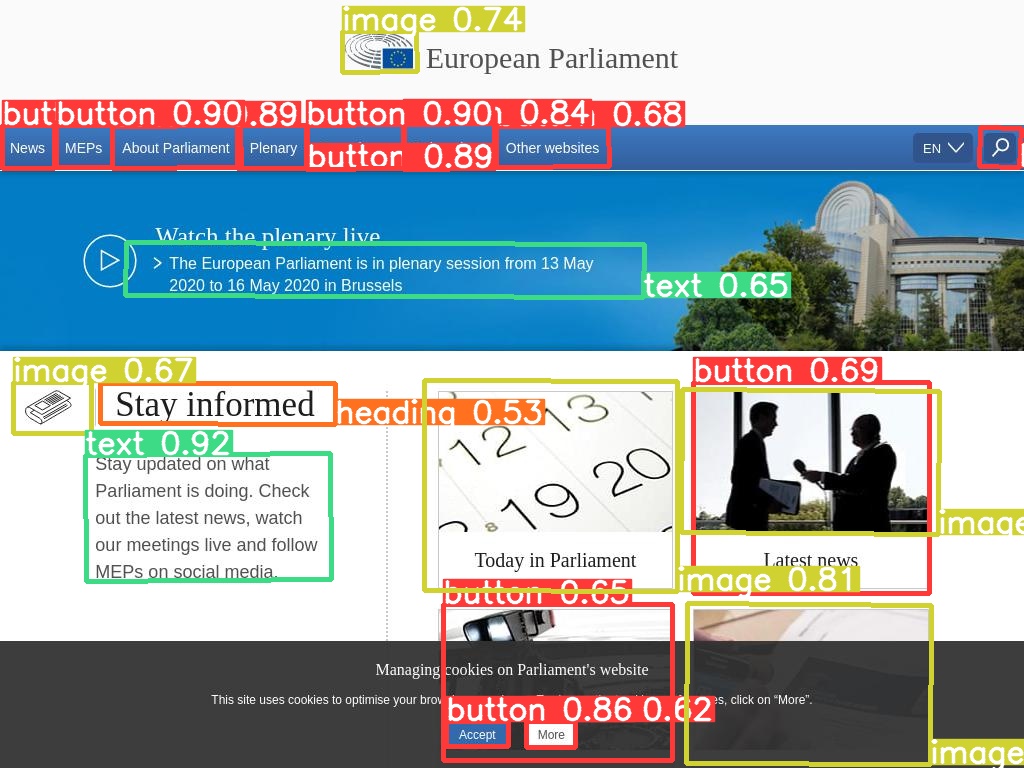 image 0.74
European Parliament
button 0.90
.89
button 0.90
0.84
0.68
News
MEPs
About Parliament
Plenary
button 0.89
Other websites
EN
Watch the plenary live
The European Parliament is in plenary session from 13 May
2020 to 16 May 2020 in Brussels
text 0.65
image 0.67
button 0.69
Stay informed
heading 0.53
text 0.92
Stay updated on what
Parliament is doing. Check
out the latest news, watch
our meetings live and follow
MEPs on social media.
12 13
19 20
image
Today in Parliament
Latest news
button 0.65
image 0.81
Managing cookies on Parliament's website
This site uses cookies to optimise your
click on “More”.
button 0.86 0.62
Accept
More
image